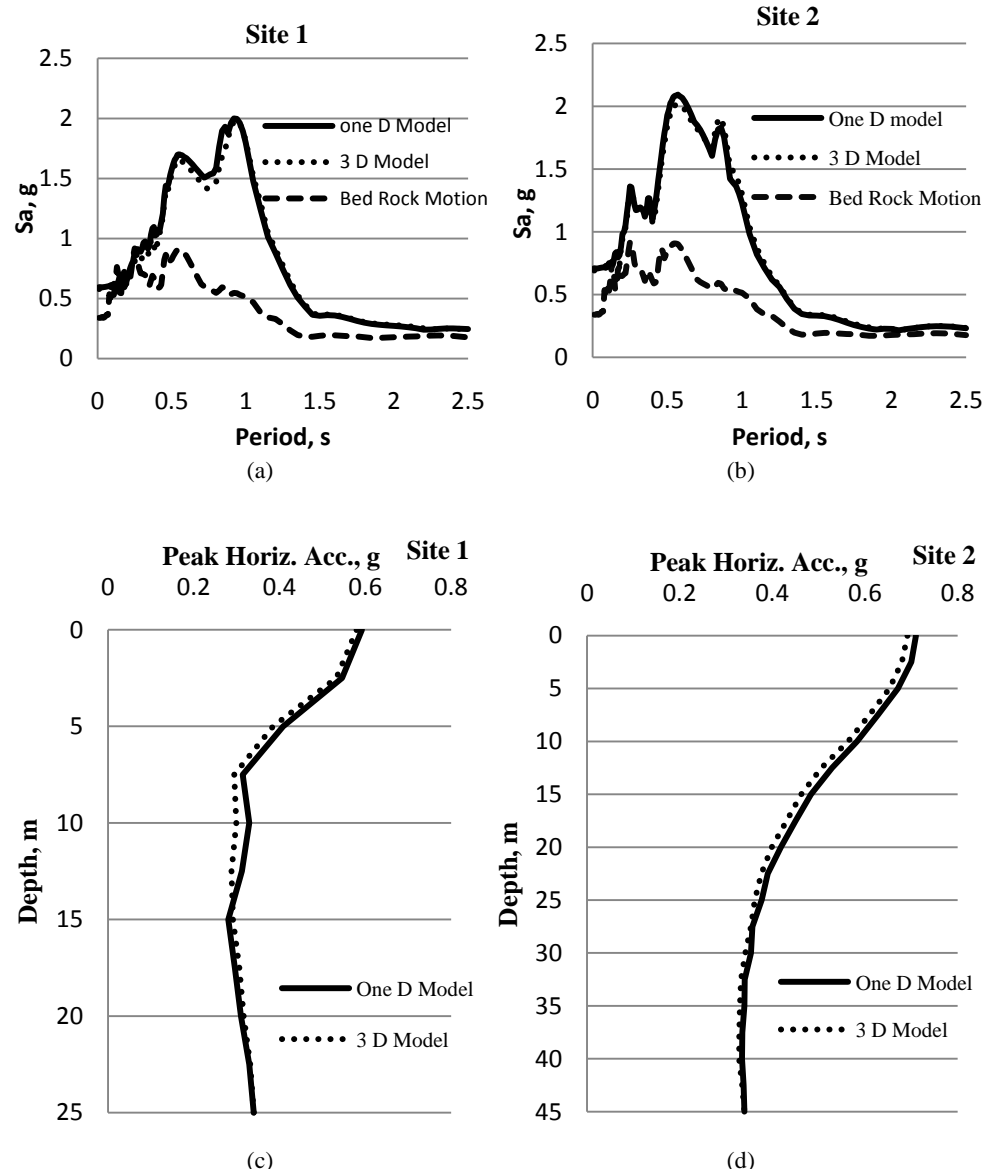 Site 1
2.5
2
1.5
1
0.5
0
Sa, g
one D Model
3 D Model
Bed Rock Motion
0 0.5 1 1.5 2 2.5
Period, s
(a)
Site 2
2.5
2
1.5
1
0.5
0
Sa, g
One D model
3 D Model
Bed Rock Motion
0 0.5 1 1.5 2 2.5
Period, s
(b)
Peak Horiz. Acc., g Site 1
0 0.2 0.4 0.6 0.8
0
5
10
15
20
25
Depth, m
One D Model
3 D Model
(c)
Peak Horiz. Acc., g Site 2
0 0.2 0.4 0.6 0.8
0
5
10
15
20
25
30
35
40
45
Depth, m
One D Model
3 D Model
(d)